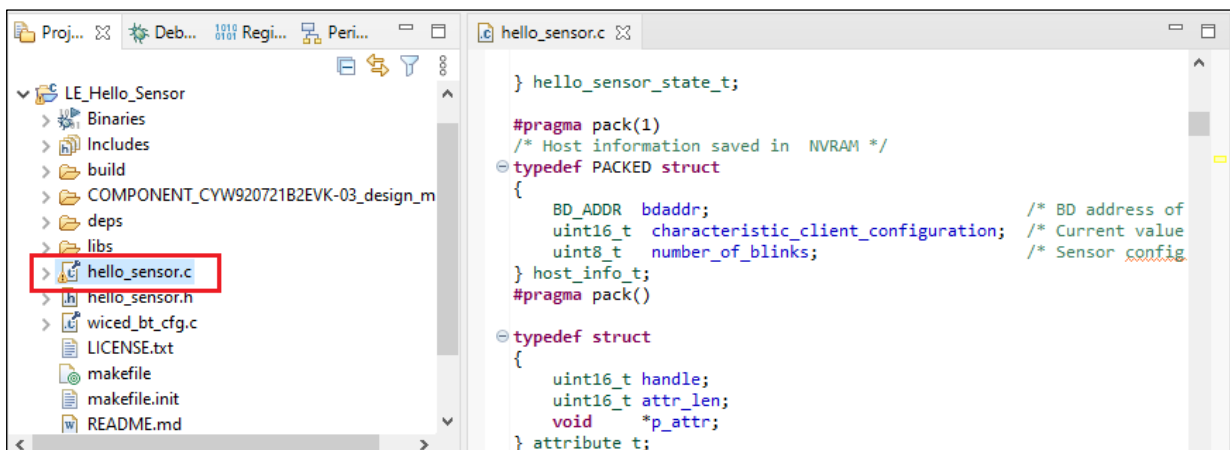 Proj... Deb... 1010 0101 Regi... Peri...
LE_Hello_Sensor
Binaries
Includes
build
COMPONENT_CYW920721B2EVK-03_design_m
deps
libs
hello_sensor.c
hello_sensor.h
wiced_bt_cfg.c
LICENSE.txt
makefile
makefile.init
README.md
hello_sensor.c
} hello_sensor_state_t;
#pragma pack(1)
/* Host information saved in  NVRAM */
typedef PACKED struct
{
    BD_ADDR  bdaddr;                                /* BD address of
    uint16_t  characteristic_client_configuration;  /* Current value
    uint8_t   number_of_blinks;                     /* Sensor config
} host_info_t;
#pragma pack()
typedef struct
{
    uint16_t handle;
    uint16_t attr_len;
    void     *p_attr;
} attribute_t;